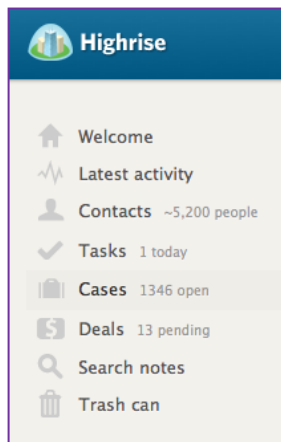 Highrise
Welcome
Latest activity
Contacts ~5,200 people
Tasks 1 today
Cases 1346 open
Deals 13 pending
Search notes
Trash can